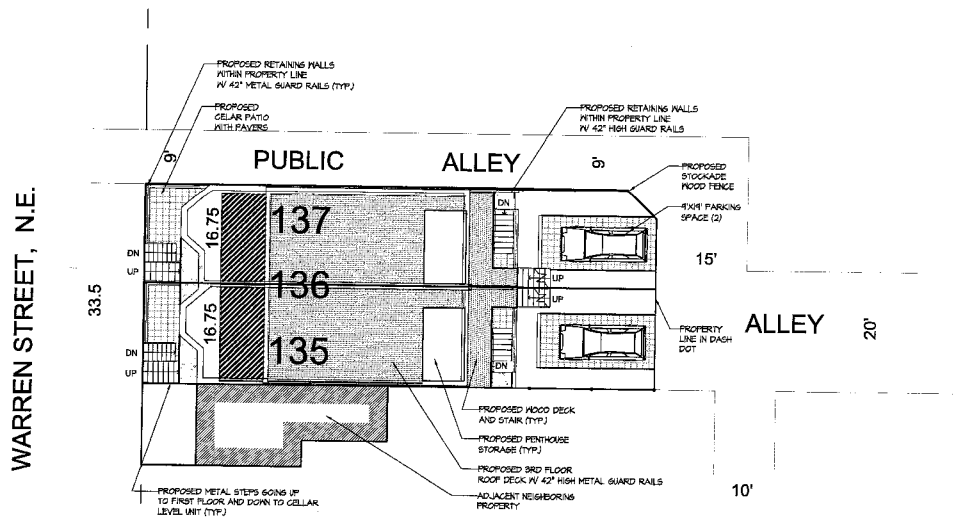 PROPOSED RETAINING WALLS
WITHIN PROPERTY LINE
W/ 42" METAL GUARD RAILS (TYP.)
PROPOSED
CELAR PATIO
WITH PAVERS
PROPOSED RETAINING WALLS
WITHIN PROPERTY LINE
W/ 42" HIGH GUARD RAILS
9'
PUBLIC ALLEY
9'
PROPOSED
STOCKADE
WOOD FENCE
9'X19' PARKING
SPACE (2)
WARREN STREET, N.E.
33.5
DN
UP
DN
UP
16.75
16.75
137
136
135
DN
UP
UP
DN
15'
ALLEY
20'
PROPERTY
LINE IN DASH
DOT
PROPOSED WOOD DECK
AND STAIR (TYP.)
PROPOSED PENTHOUSE
STORAGE (TYP.)
PROPOSED 3RD FLOOR
ROOF DECK W/ 42" HIGH METAL GUARD RAILS
ADJACENT NEIGHBORING
PROPERTY
10'
PROPOSED METAL STEPS GOING UP
TO FIRST FLOOR AND DOWN TO CELLAR
LEVEL UNIT (TYP.)